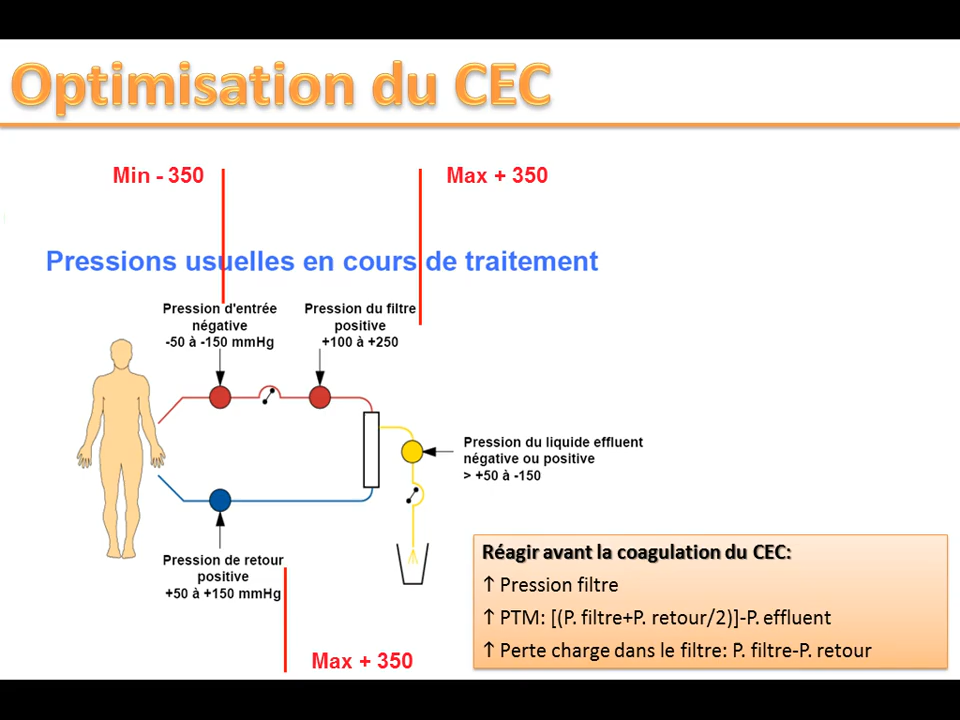 Optimisation du CEC
Min - 350
Max + 350
Pressions usuelles en cours de traitement
Pression d'entrée
négative
-50 à -150 mmHg
Pression du filtre
positive
+100 à +250
Pression du liquide effluent
négative ou positive
> +50 à -150
Pression de retour
positive
+50 à +150 mmHg
Max + 350
Réagir avant la coagulation du CEC:
↑ Pression filtre
↑ PTM: [(P. filtre+P. retour/2)]-P. effluent
↑ Perte charge dans le filtre: P. filtre-P. retour